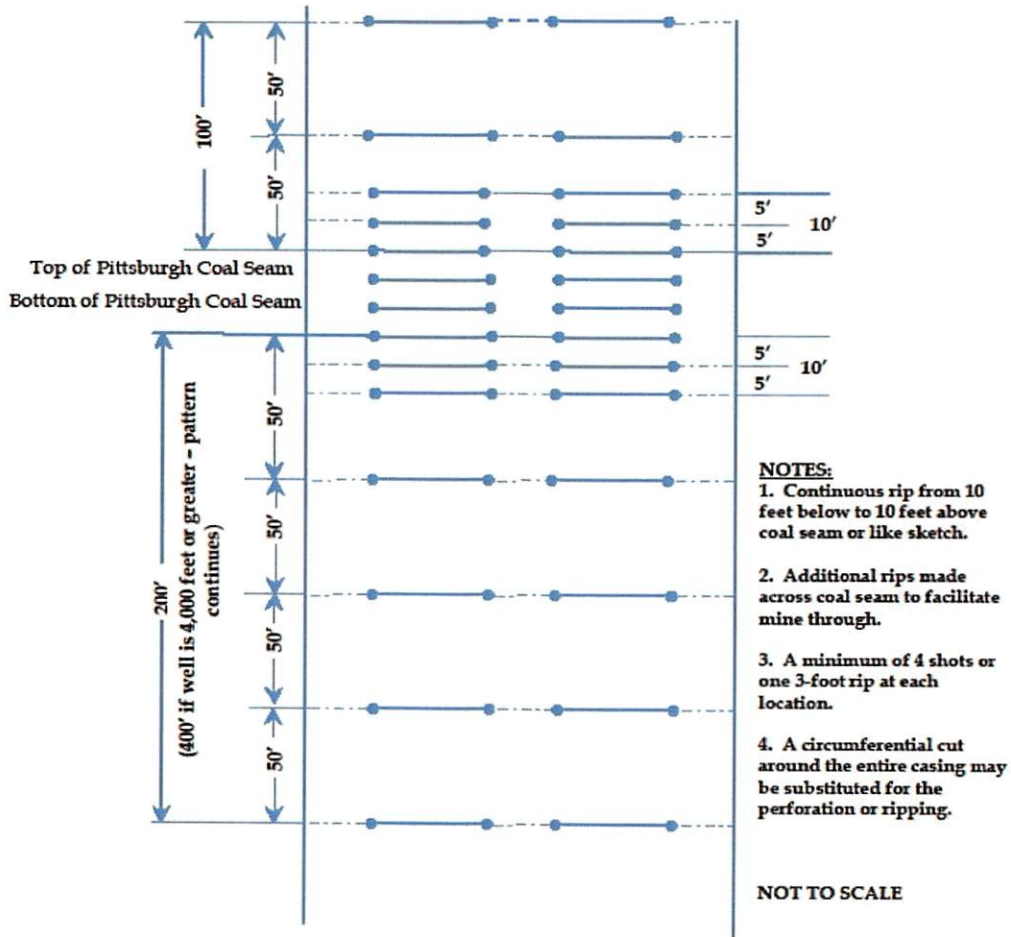 50'
100'
50'
5'
10'
5'
Top of Pittsburgh Coal Seam
Bottom of Pittsburgh Coal Seam
5'
10'
5'
50'
200'
(400' if well is 4,000 feet or greater – pattern
continues)
50'
50'
50'
NOTES:
1. Continuous rip from 10
feet below to 10 feet above
coal seam or like sketch.
2. Additional rips made
across coal seam to facilitate
mine through.
3. A minimum of 4 shots or
one 3-foot rip at each
location.
4. A circumferential cut
around the entire casing may
be substituted for the
perforation or ripping.
NOT TO SCALE